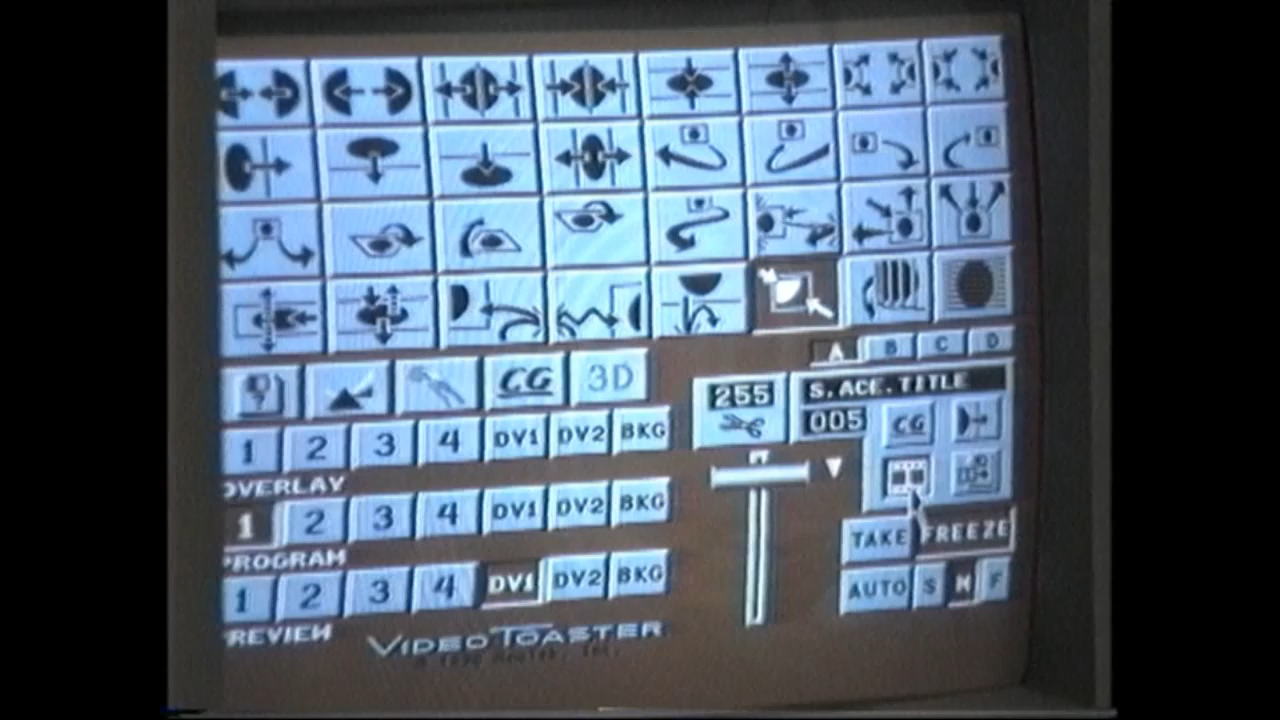 A B C D
CG 3D
255 S.ACE.TITLE
005 CG
1 2 3 4 DV1 DV2 BKG
OVERLAY
1 2 3 4 DV1 DV2 BKG
TAKE FREEZE
PROGRAM
1 2 3 4 DV1 DV2 BKG
AUTO S M F
PREVIEW
VIDEO TOASTER